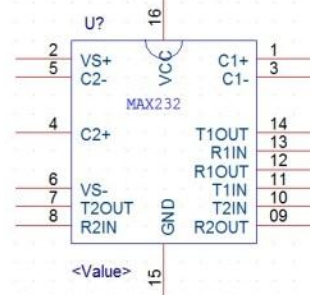 U?
16
2 VS+ VCC C1+ 1
5 C2- C1- 3
MAX232
4 C2+ T1OUT 14
R1IN 13
R1OUT 12
6 VS- T1IN 11
7 T2OUT GND T2IN 10
8 R2IN R2OUT 09
<Value>
15